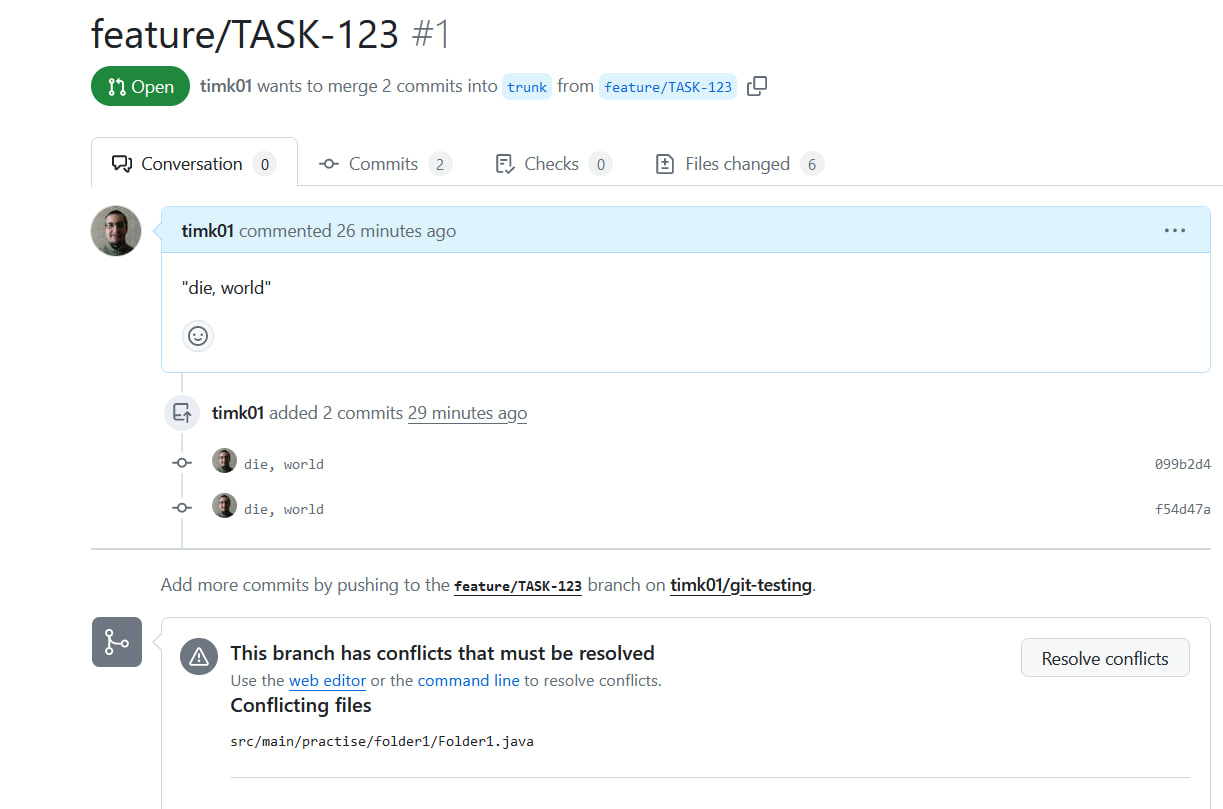 feature/TASK-123 #1
Open timk01 wants to merge 2 commits into trunk from feature/TASK-123
Conversation 0 Commits 2 Checks 0 Files changed 6
timk01 commented 26 minutes ago
"die, world"
timk01 added 2 commits 29 minutes ago
die, world 099b2d4
die, world f54d47a
Add more commits by pushing to the feature/TASK-123 branch on timk01/git-testing.
This branch has conflicts that must be resolved
Resolve conflicts
Use the web editor or the command line to resolve conflicts.
Conflicting files
src/main/practise/folder1/Folder1.java